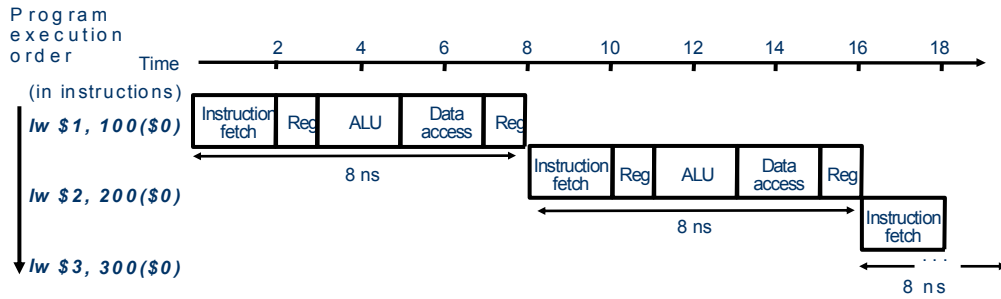 Program
execution
order
Time
2 4 6 8 10 12 14 16 18
(in instructions)
lw $1, 100($0)
Instruction fetch
Reg
ALU
Data access
Reg
8 ns
lw $2, 200($0)
Instruction fetch
Reg
ALU
Data access
Reg
8 ns
lw $3, 300($0)
Instruction fetch
...
8 ns